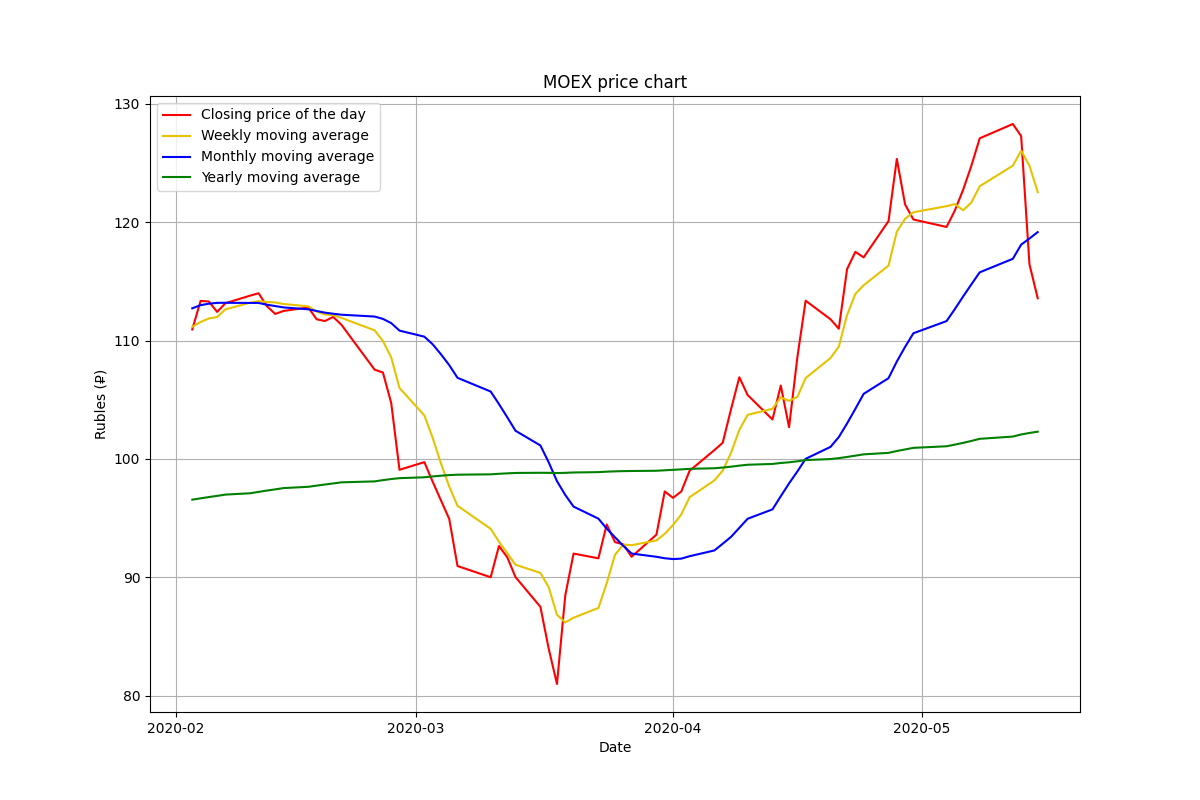 MOEX price chart
Closing price of the day
Weekly moving average
Monthly moving average
Yearly moving average
130
120
110
100
90
80
Rubles (₽)
2020-02
2020-03
2020-04
2020-05
Date